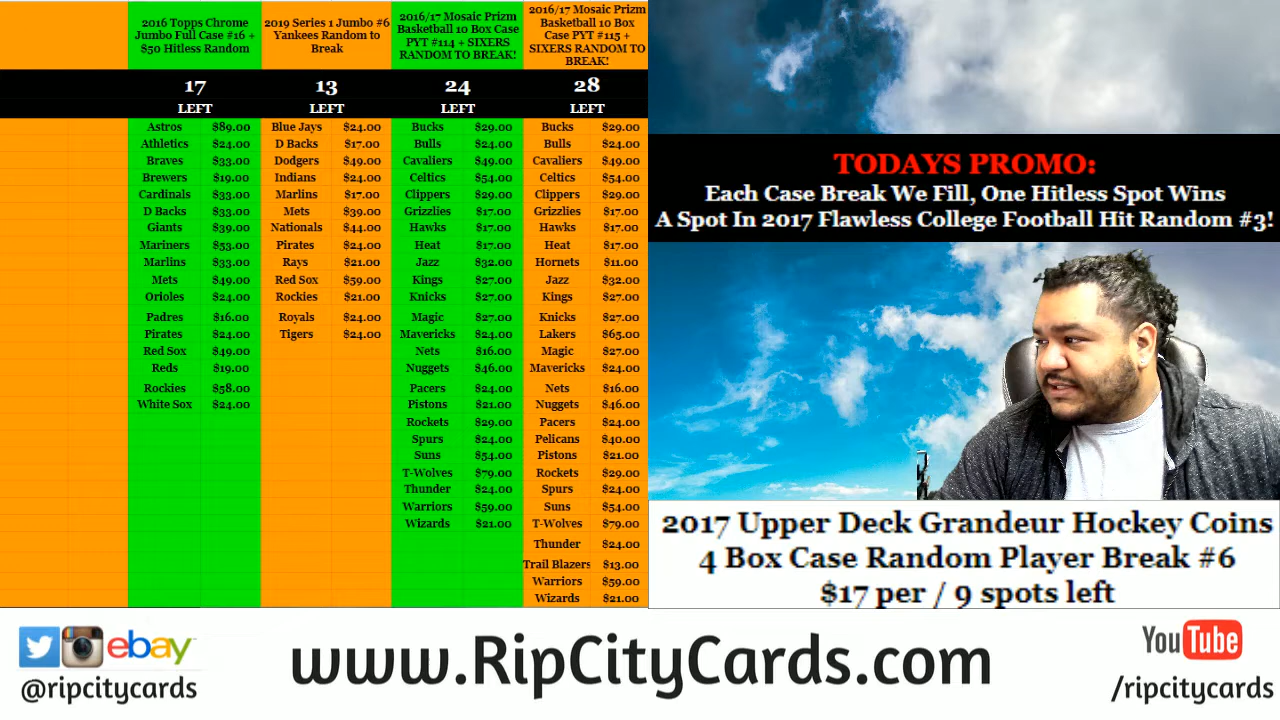 2016 Topps Chrome
Jumbo Full Case #16 +
$50 Hitless Random
17
LEFT
Astros $89.00
Athletics $24.00
Braves $33.00
Brewers $19.00
Cardinals $33.00
D Backs $33.00
Giants $39.00
Mariners $53.00
Marlins $33.00
Mets $49.00
Orioles $24.00
Padres $16.00
Pirates $24.00
Red Sox $49.00
Reds $19.00
Rockies $58.00
White Sox $24.00
2019 Series 1 Jumbo #6
Yankees Random to
Break
13
LEFT
Blue Jays $24.00
D Backs $17.00
Dodgers $49.00
Indians $24.00
Marlins $17.00
Mets $39.00
Nationals $44.00
Pirates $24.00
Rays $21.00
Red Sox $59.00
Rockies $21.00
Royals $24.00
Tigers $24.00
2016/17 Mosaic Prizm
Basketball 10 Box Case
PYT #114 + SIXERS
RANDOM TO BREAK!
24
LEFT
Bucks $29.00
Bulls $24.00
Cavaliers $49.00
Celtics $54.00
Clippers $29.00
Grizzlies $17.00
Hawks $17.00
Heat $17.00
Jazz $32.00
Kings $27.00
Knicks $27.00
Magic $27.00
Mavericks $24.00
Nets $16.00
Nuggets $46.00
Pacers $24.00
Pistons $21.00
Rockets $29.00
Spurs $24.00
Suns $54.00
T-Wolves $79.00
Thunder $24.00
Warriors $59.00
Wizards $21.00
2016/17 Mosaic Prizm
Basketball 10 Box
Case PYT #115 +
SIXERS RANDOM TO
BREAK!
28
LEFT
Bucks $29.00
Bulls $24.00
Cavaliers $49.00
Celtics $54.00
Clippers $29.00
Grizzlies $17.00
Hawks $17.00
Heat $17.00
Hornets $11.00
Jazz $32.00
Kings $27.00
Knicks $27.00
Lakers $65.00
Magic $27.00
Mavericks $24.00
Nets $16.00
Nuggets $46.00
Pacers $24.00
Pelicans $40.00
Pistons $21.00
Rockets $29.00
Spurs $24.00
Suns $54.00
T-Wolves $79.00
Thunder $24.00
Trail Blazers $13.00
Warriors $59.00
Wizards $21.00
TODAYS PROMO:
Each Case Break We Fill, One Hitless Spot Wins
A Spot In 2017 Flawless College Football Hit Random #3!
2017 Upper Deck Grandeur Hockey Coins
4 Box Case Random Player Break #6
$17 per / 9 spots left
ebay
@ripcitycards
www.RipCityCards.com
YouTube
/ripcitycards